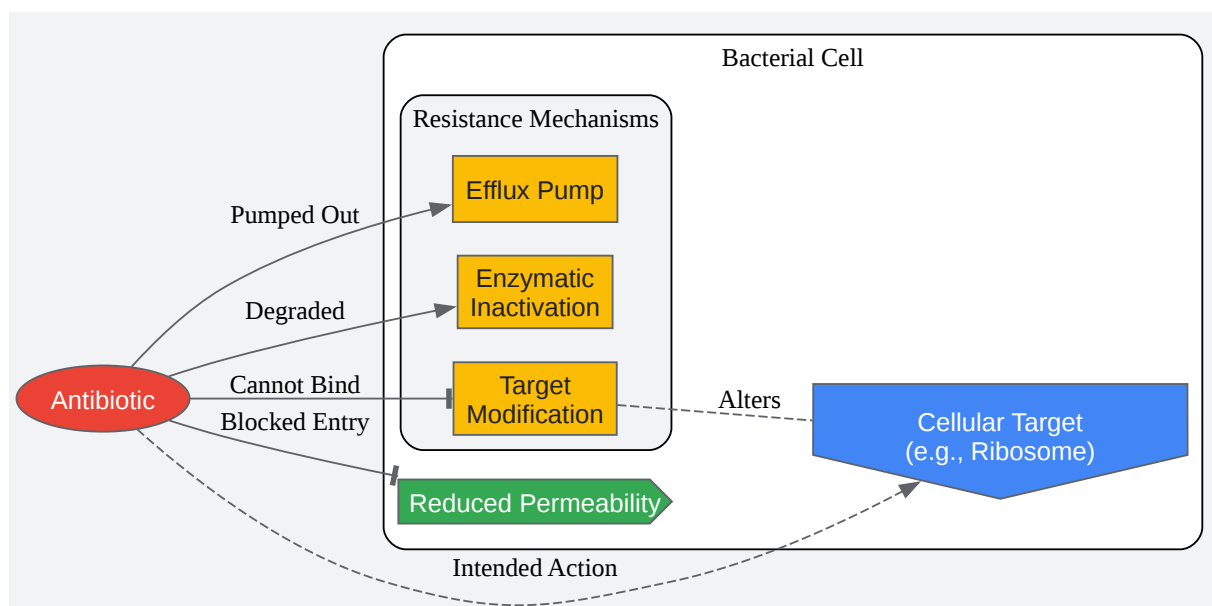 Bacterial Cell
Resistance Mechanisms
Efflux Pump
Pumped Out
Enzymatic
Inactivation
Degraded
Antibiotic
Cannot Bind
Target
Modification
Alters
Cellular Target
(e.g., Ribosome)
Blocked Entry
Reduced Permeability
Intended Action